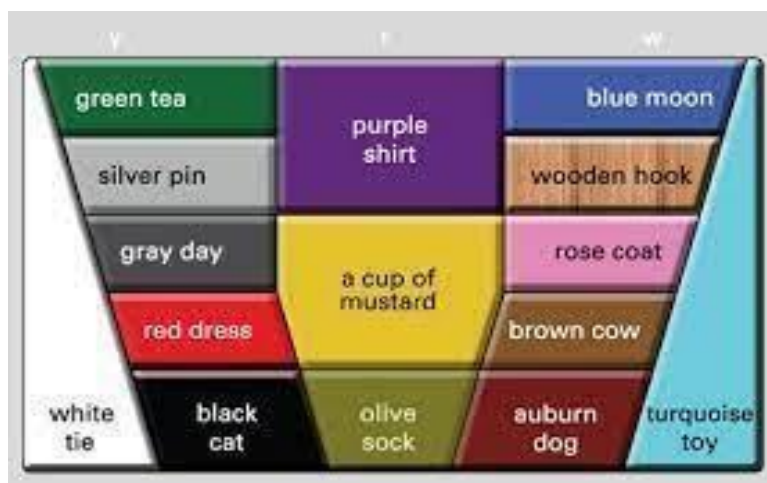 y r w
green tea
purple
shirt
blue moon
silver pin
wooden hook
gray day
a cup of
mustard
rose coat
red dress
brown cow
white
tie
black
cat
olive
sock
auburn
dog
turquoise
toy